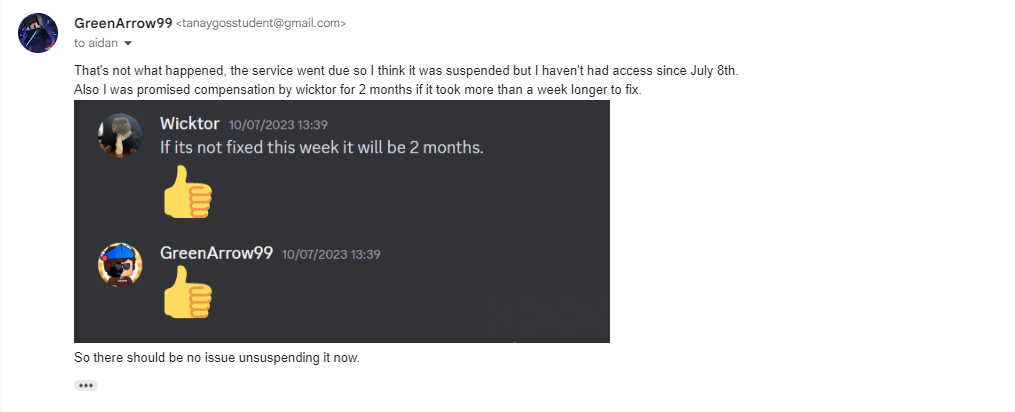 GreenArrow99 <tanaygosstudent@gmail.com>
to aidan
That's not what happened, the service went due so I think it was suspended but I haven't had access since July 8th.
Also I was promised compensation by wicktor for 2 months if it took more than a week longer to fix.
Wicktor 10/07/2023 13:39
If its not fixed this week it will be 2 months.
GreenArrow99 10/07/2023 13:39
So there should be no issue unsuspending it now.